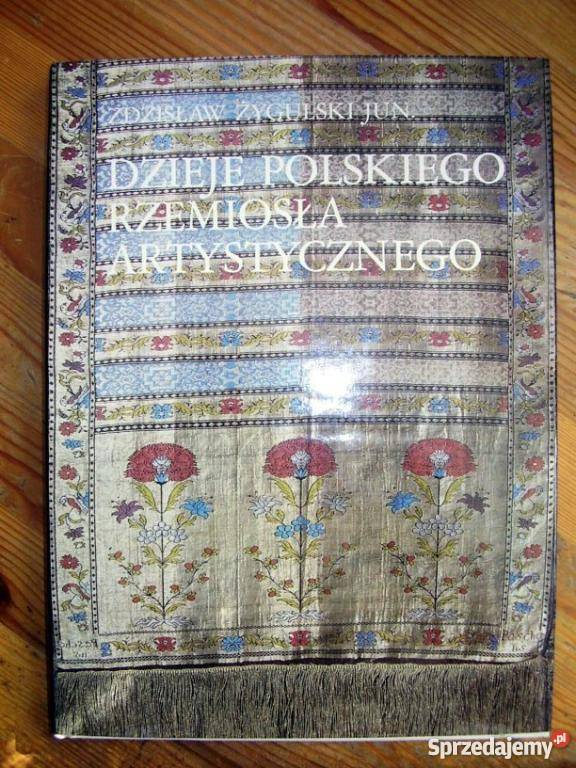 ZDZISŁAW ŻYGULSKI JUN.
DZIEJE POLSKIEGO
RZEMIOSŁA
ARTYSTYCZNEGO
Sprzedajemy.pl